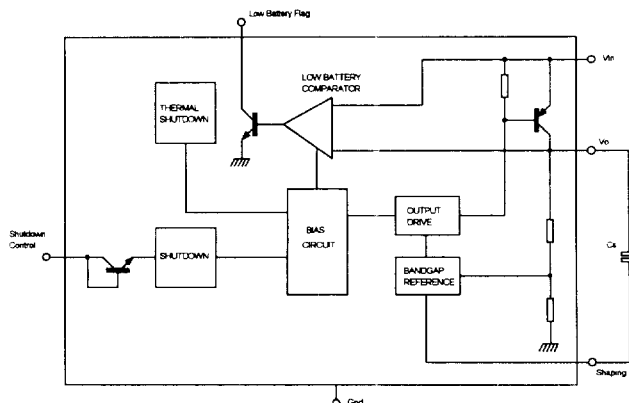 Low Battery Flag
Vin
LOW BATTERY
COMPARATOR
THERMAL
SHUTDOWN
Vo
Shutdown
Control
SHUTDOWN
BIAS
CIRCUIT
OUTPUT
DRIVE
BANDGAP
REFERENCE
Cs
Shaping
Gnd